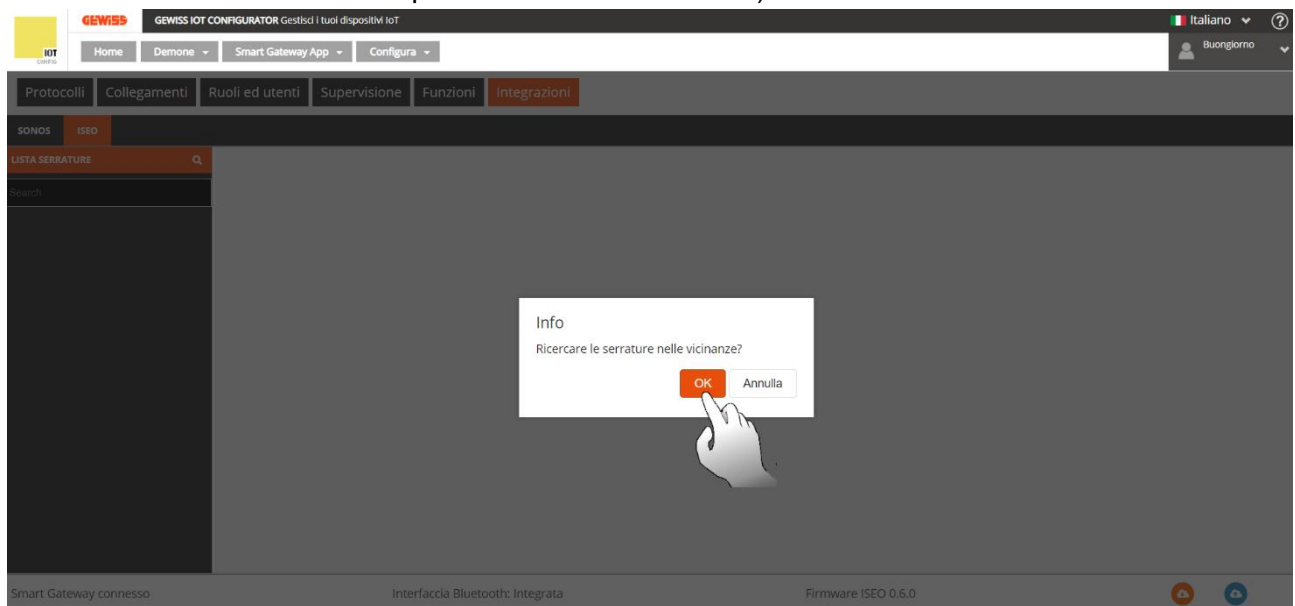 GEWISS GEWISS IOT CONFIGURATOR Gestisci i tuoi dispositivi IoT Italiano ?
IOT
CONFIG
Home Demone Smart Gateway App Configura Buongiorno
Protocolli Collegamenti Ruoli ed utenti Supervisione Funzioni Integrazioni
SONOS ISEO
LISTA SERRATURE
Search
Info
Ricercare le serrature nelle vicinanze?
OK Annulla
Smart Gateway connesso Interfaccia Bluetooth: Integrata Firmware ISEO 0.6.0